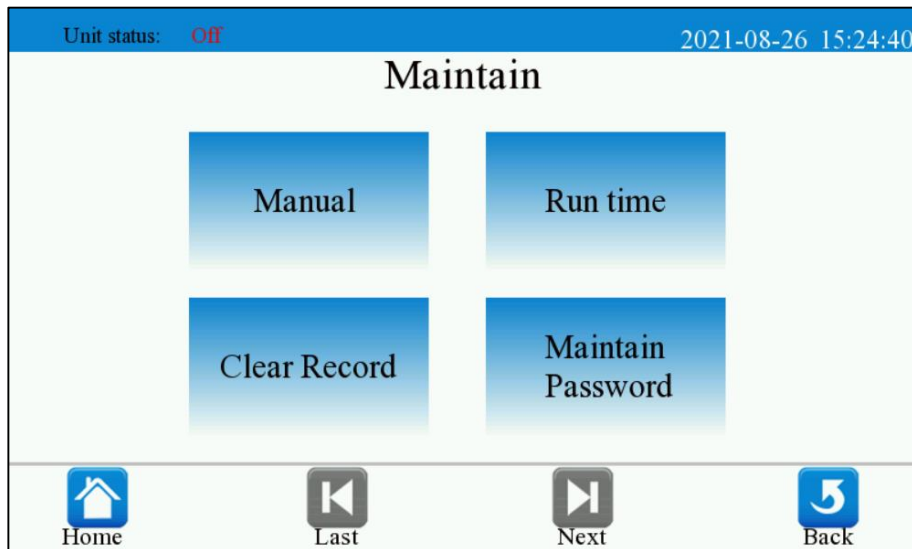 Unit status: Off 2021-08-26 15:24:40
Maintain
Manual Run time
Clear Record Maintain
Password
Home Last Next Back